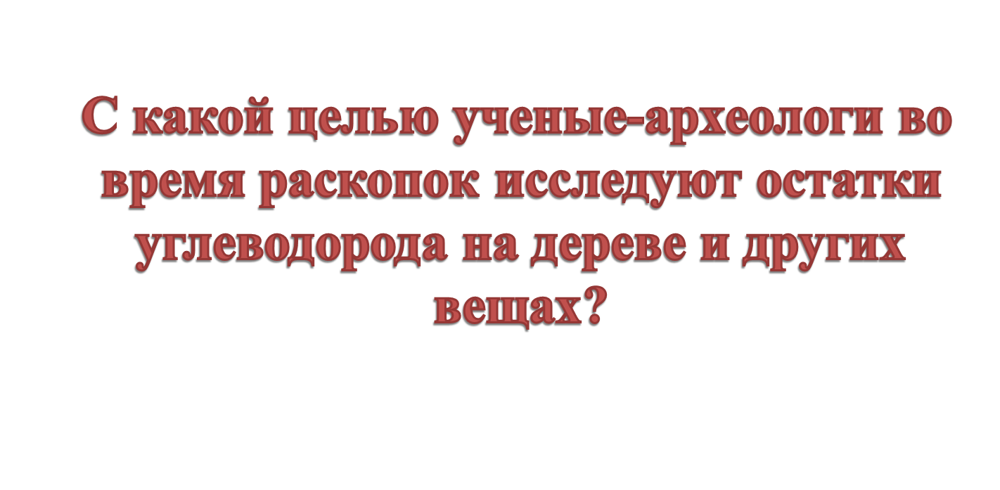 С какой целью ученые-археологи во
время раскопок исследуют остатки
углеводорода на дереве и других
вещах?